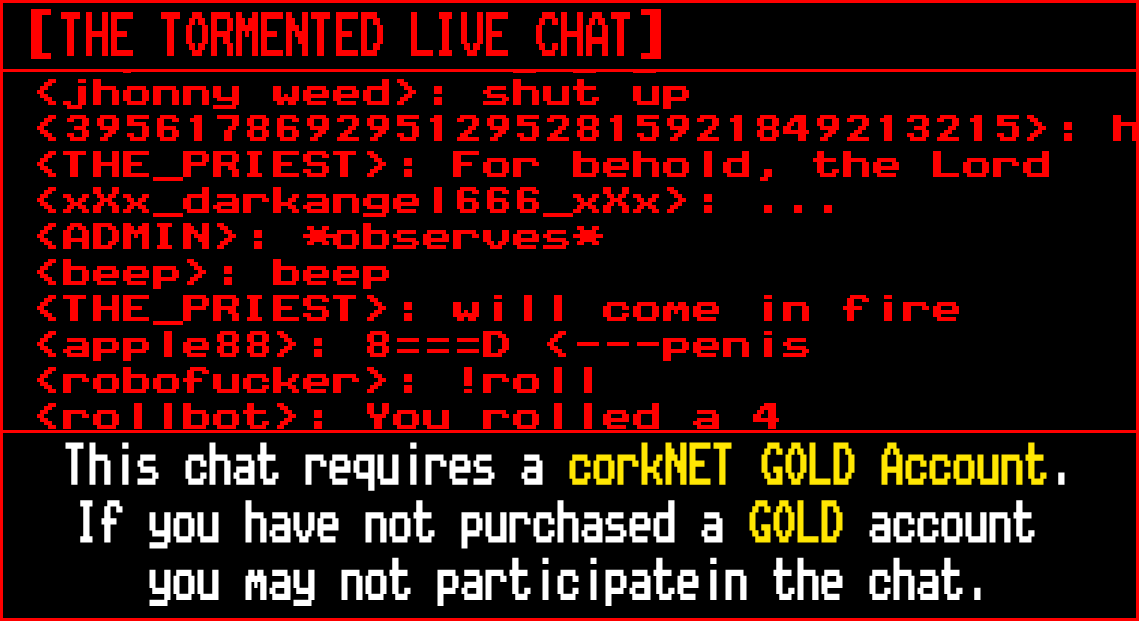 [THE TORMENTED LIVE CHAT]
<jhonny weed>: shut up
<39561786929512952815921849213215>: h
<THE_PRIEST>: For behold, the Lord
<xXx_darkangel666_xXx>: ...
<ADMIN>: *observes*
<beep>: beep
<THE_PRIEST>: will come in fire
<apple88>: 8===D <---penis
<robofucker>: !roll
<rollbot>: You rolled a 4
This chat requires a corkNET GOLD Account.
If you have not purchased a GOLD account
you may not participatein the chat.